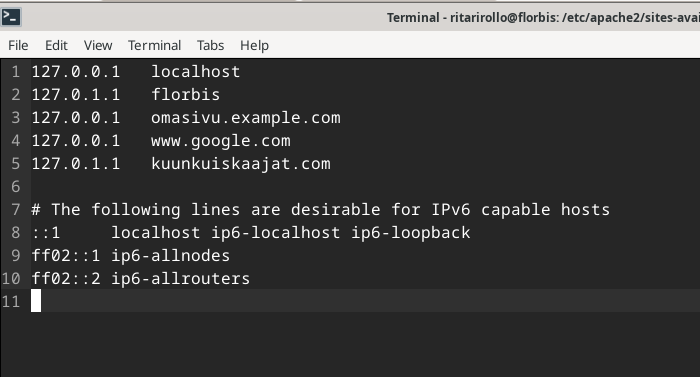 Terminal - ritarirollo@florbis: /etc/apache2/sites-avai
File Edit View Terminal Tabs Help
1 127.0.0.1 localhost
2 127.0.1.1 florbis
3 127.0.0.1 omasivu.example.com
4 127.0.0.1 www.google.com
5 127.0.1.1 kuunkuiskaajat.com
6
7 # The following lines are desirable for IPv6 capable hosts
8 ::1 localhost ip6-localhost ip6-loopback
9 ff02::1 ip6-allnodes
10 ff02::2 ip6-allrouters
11